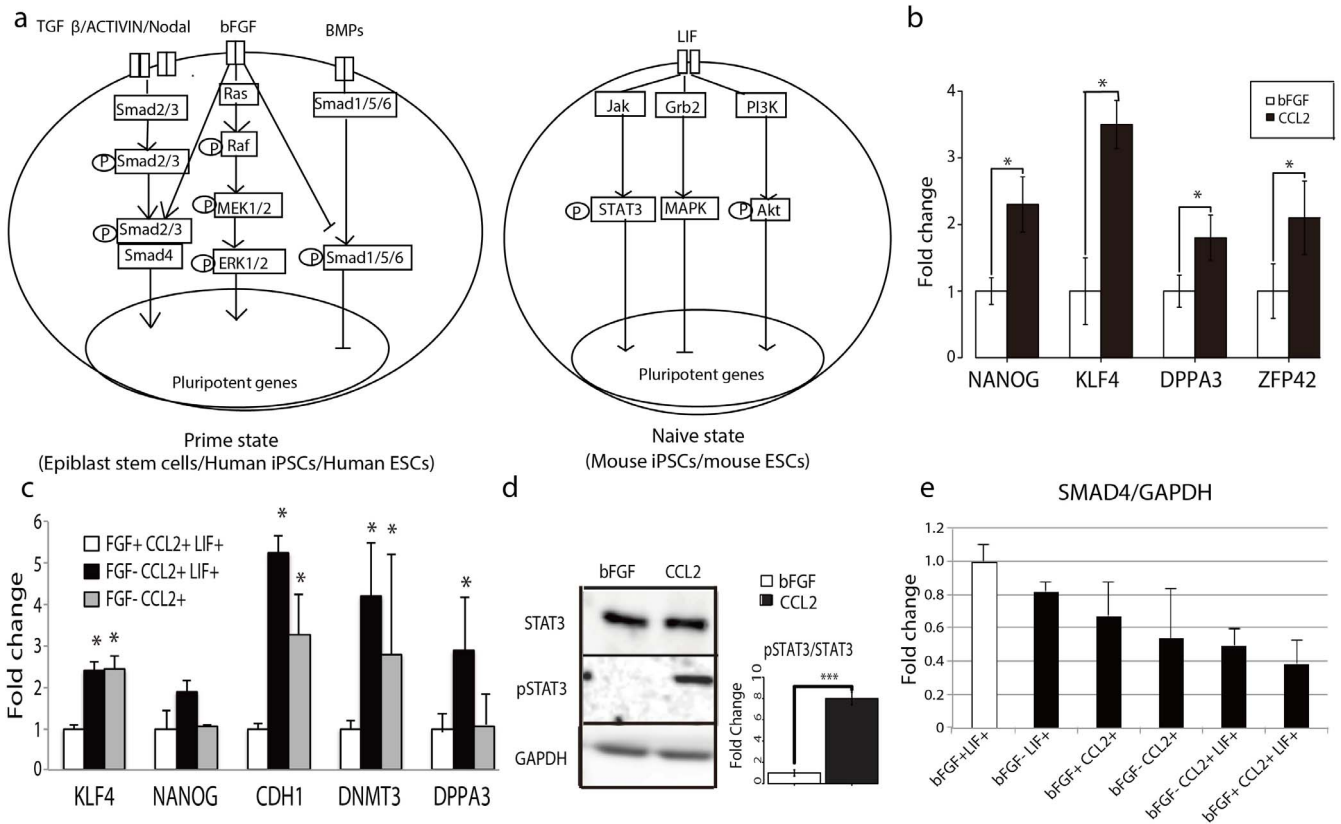 a
TGF β/ACTIVIN/Nodal
bFGF
BMPs
Smad2/3
P Smad2/3
P Smad2/3
Smad4
Ras
P Raf
P MEK1/2
P ERK1/2
Smad1/5/6
P Smad1/5/6
Pluripotent genes
Prime state
(Epiblast stem cells/Human iPSCs/Human ESCs)
LIF
Jak
Grb2
PI3K
P STAT3
MAPK
P Akt
Pluripotent genes
Naive state
(Mouse iPSCs/mouse ESCs)
b
bFGF
CCL2
Fold change
4
3
2
1
0
*
*
*
*
NANOG KLF4 DPPA3 ZFP42
c
FGF+ CCL2+ LIF+
FGF- CCL2+ LIF+
FGF- CCL2+
Fold change
6
5
4
3
2
1
0
* *
* *
* *
*
KLF4 NANOG CDH1 DNMT3 DPPA3
d
bFGF CCL2
STAT3
pSTAT3
GAPDH
bFGF
CCL2
pSTAT3/STAT3
***
Fold Change
10
8
6
4
2
0
e
SMAD4/GAPDH
Fold change
1.2
1.0
0.8
0.6
0.4
0.2
0
bFGF+LIF+
bFGF- LIF+
bFGF+ CCL2+
bFGF- CCL2+
bFGF- CCL2+ LIF+
bFGF+ CCL2+ LIF+